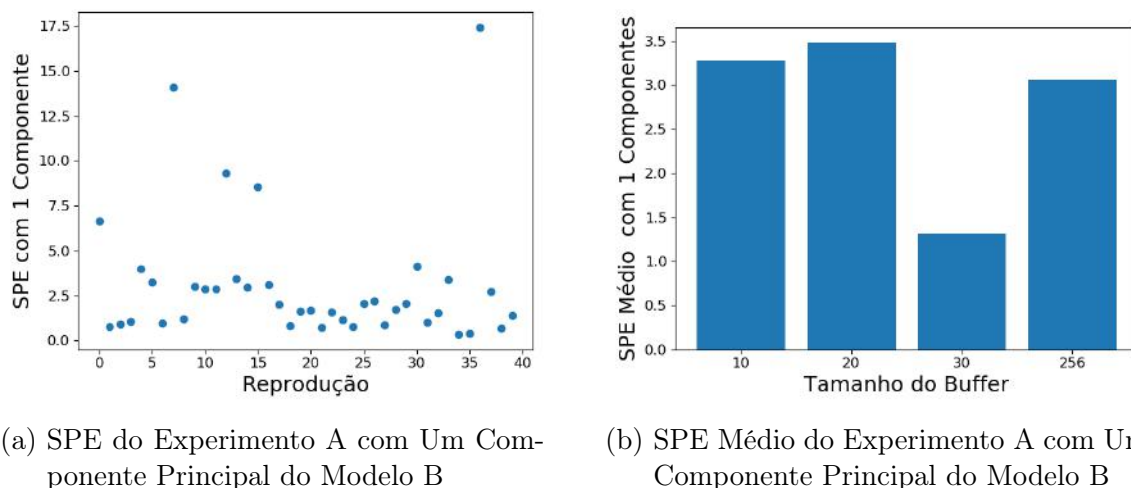 17.5
15.0
12.5
10.0
7.5
5.0
2.5
0.0
SPE com 1 Componente
0 5 10 15 20 25 30 35 40
Reprodução
3.5
3.0
2.5
2.0
1.5
1.0
0.5
0.0
SPE Médio com 1 Componentes
10 20 30 256
Tamanho do Buffer
(a) SPE do Experimento A com Um Com-
ponente Principal do Modelo B
(b) SPE Médio do Experimento A com
Componente Principal do Modelo B